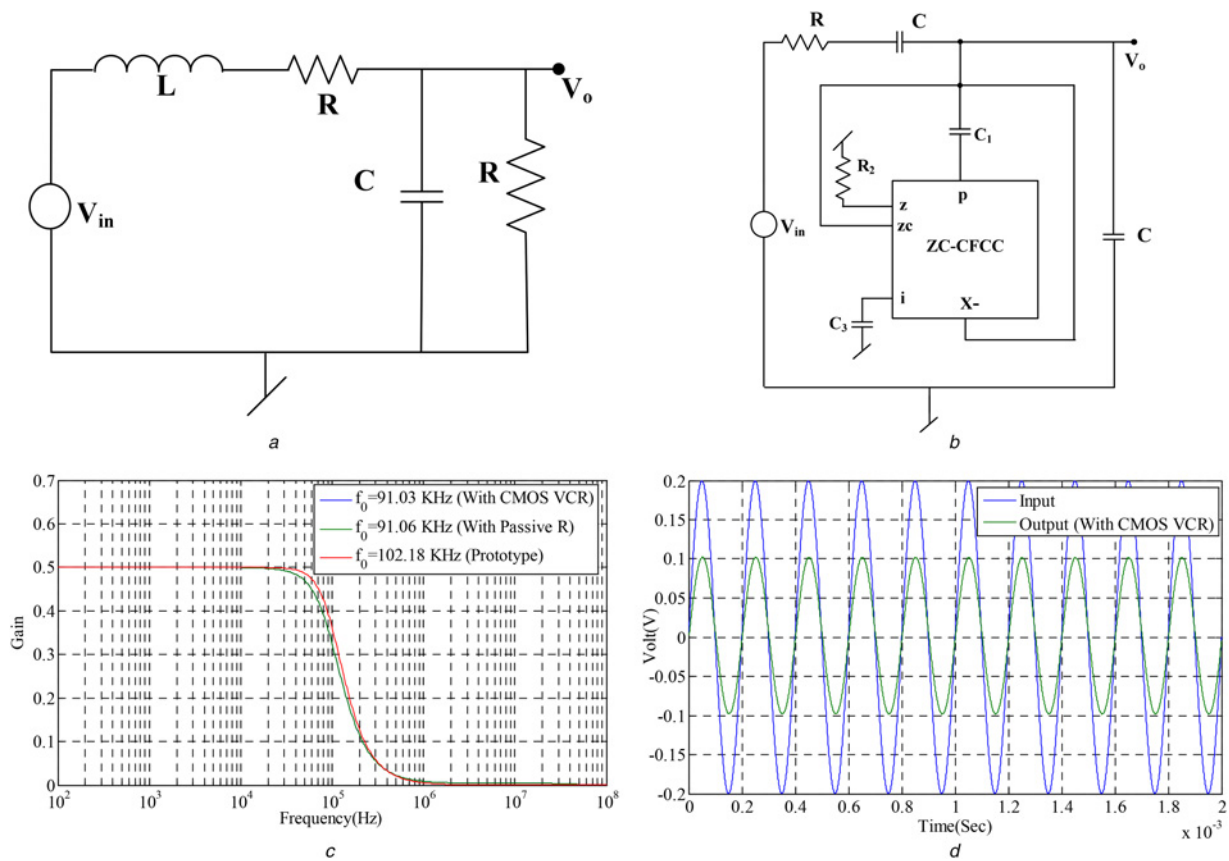 L
R
V_o
C
R
V_in
a
R
C
V_o
C_1
R_2
p
z
zc
ZC-CFCC
V_in
C
i
X-
C_3
b
0.7
0.6
0.5
0.4
0.3
0.2
0.1
0
Gain
f_0=91.03 KHz (With CMOS VCR)
f_0=91.06 KHz (With Passive R)
f_0=102.18 KHz (Prototype)
10^2 10^3 10^4 10^5 10^6 10^7 10^8
Frequency(Hz)
c
0.2
0.15
0.1
0.05
0
-0.05
-0.1
-0.15
-0.2
Volt(V)
Input
Output (With CMOS VCR)
0 0.2 0.4 0.6 0.8 1 1.2 1.4 1.6 1.8 2
Time(Sec)
x 10^-3
d